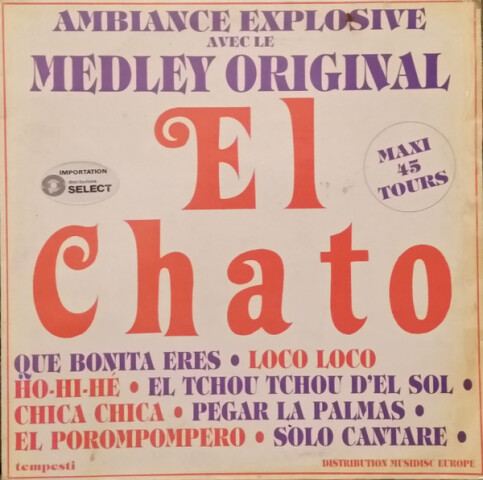 AMBIANCE EXPLOSIVE
AVEC LE
MEDLEY ORIGINAL
El
Chato
MAXI
45
TOURS
IMPORTATION
SELECT
QUE BONITA ERES • LOCO LOCO
HO-HI-HÉ • EL TCHOU TCHOU D'EL SOL •
CHICA CHICA • PEGAR LA PALMAS •
EL POROMPOMPERO • SOLO CANTARE •
tempesti
DISTRIBUTION MUSIDISC EUROPE